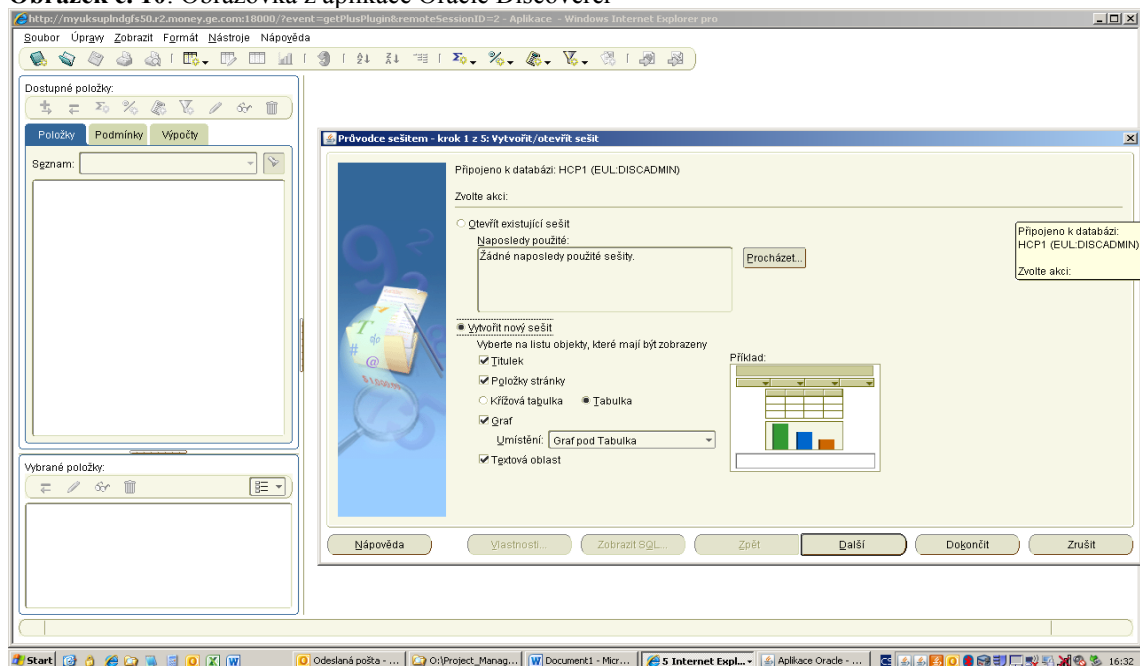 Obrázek č. 10: Obrazovka z aplikace Oracle Discoverer
http://myuksuplndgfs50.r2.money.ge.com:18000/?event=getPlusPlugin&remoteSessionID=2 - Aplikace - Windows Internet Explorer pro
Soubor Úpravy Zobrazit Formát Nástroje Nápověda
Dostupné položky:
Položky Podmínky Výpočty
Seznam:
Vybrané položky:
Průvodce sešitem - krok 1 z 5: Vytvořit/otevřít sešit
Připojeno k databázi: HCP1 (EUL:DISCADMIN)
Zvolte akci:
Otevřít existující sešit
Naposledy použité:
Žádné naposledy použité sešity.
Procházet...
Vytvořit nový sešit
Vyberte na listu objekty, které mají být zobrazeny
Titulek
Položky stránky
Křížová tabulka Tabulka
Graf
Umístění: Graf pod Tabulka
Textová oblast
Příklad:
Připojeno k databázi:
HCP1 (EUL:DISCADMIN)
Zvolte akci:
Nápověda Vlastnosti... Zobrazit SQL... Zpět Další Dokončit Zrušit
Start Odeslaná pošta - ... O:\Project_Manag... Document1 - Micr... 5 Internet Expl... Aplikace Oracle - ... 16:32